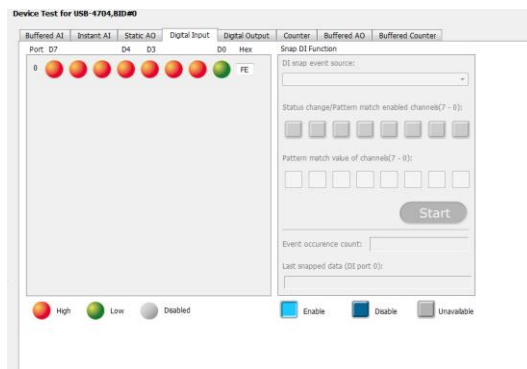 Device Test for USB-4704,BID#0
Buffered AI Instant AI Static AO Digital Input Digital Output Counter Buffered AO Buffered Counter
Port D7 D4 D3 D0 Hex
0 FE
Snap DI Function
DI snap event source:
Status change/Pattern match enabled channels(7 - 0):
Pattern match value of channels(7 - 0):
Start
Event occurence count:
Last snapped data (DI port 0):
High Low Disabled
Enable Disable Unavailable